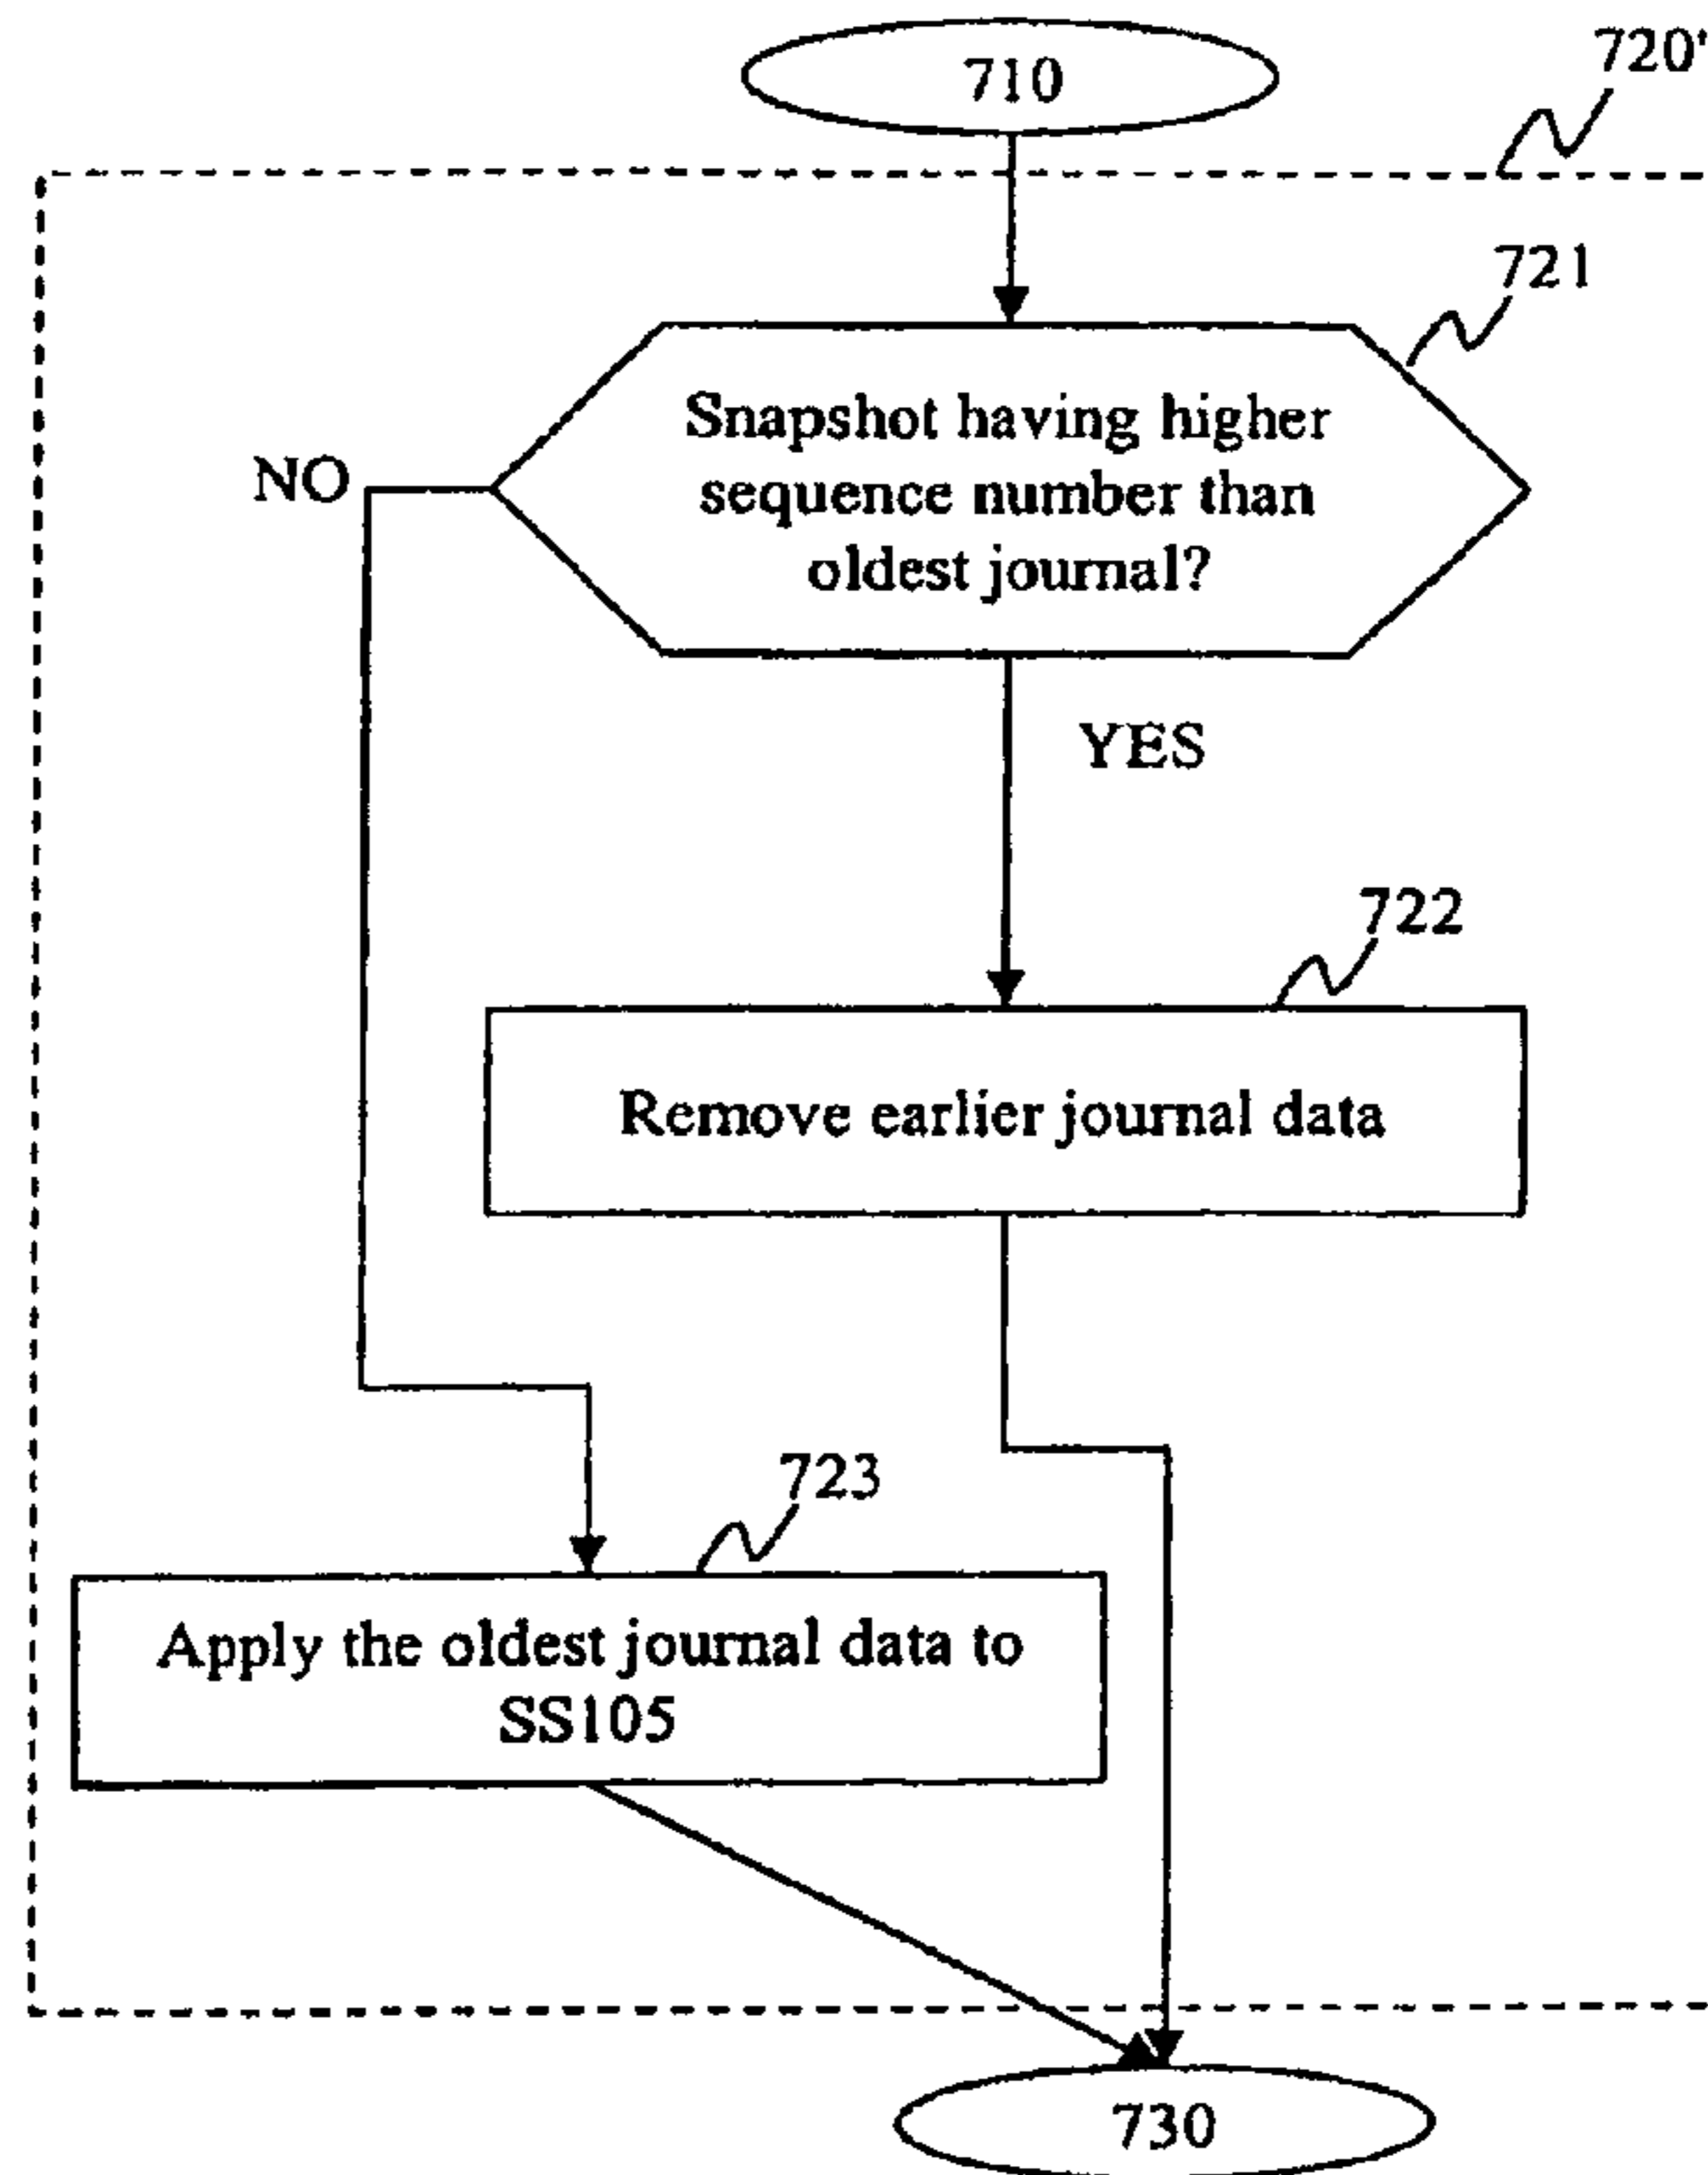 710
720'
721
Snapshot having higher
sequence number than
oldest journal?
NO
YES
722
Remove earlier journal data
723
Apply the oldest journal data to
SS105
730